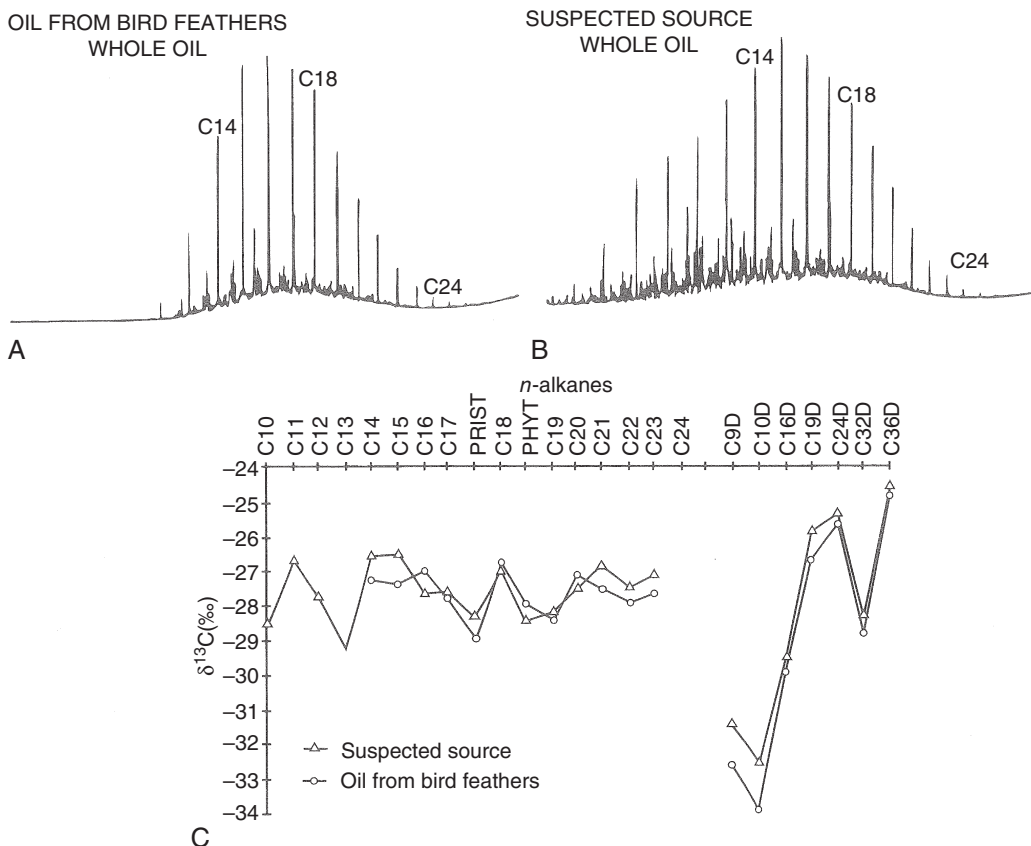 OIL FROM BIRD FEATHERS
WHOLE OIL
C14
C18
C24
A
SUSPECTED SOURCE
WHOLE OIL
C14
C18
C24
B
n-alkanes
C10
C11
C12
C13
C14
C15
C16
C17
PRIST
C18
PHYT
C19
C20
C21
C22
C23
C24
C9D
C10D
C16D
C19D
C24D
C32D
C36D
–24
–25
–26
–27
–28
–29
–30
–31
–32
–33
–34
δ13C(‰)
Suspected source
Oil from bird feathers
C